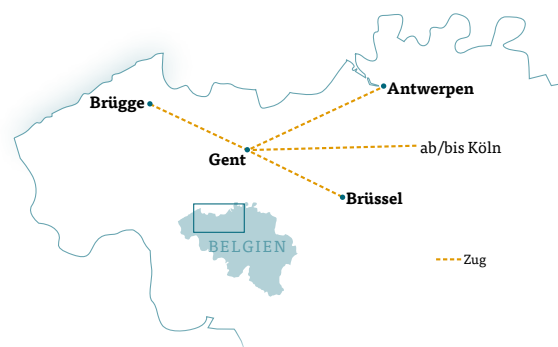 Antwerpen
Brügge
ab/bis Köln
Gent
Brüssel
BELGIEN
Zug